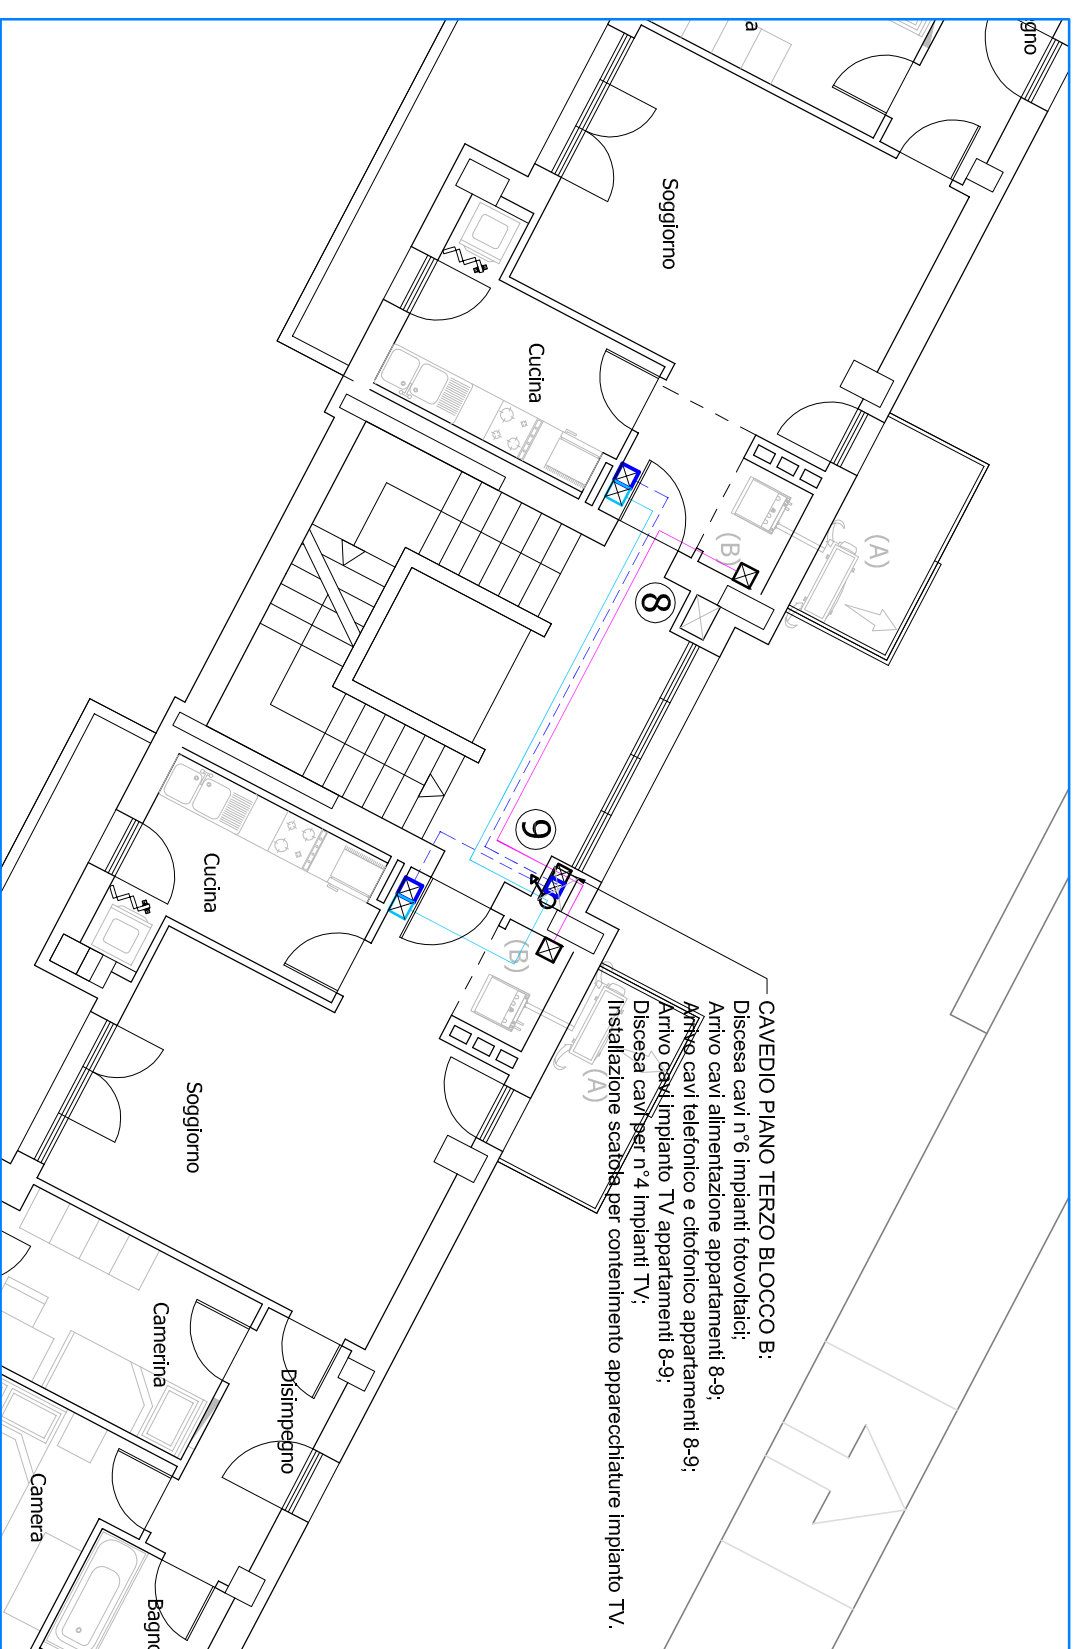 CAVEDIO PIANO TERZO BLOCCO B:
Discesa cavi n°6 impianti fotovoltaici;
Arrivo cavi alimentazione appartamenti 8-9;
Arrivo cavi telefonico e citofonico appartamenti 8-9;
Arrivo cavi impianto TV appartamenti 8-9;
Discesa cavi per n°4 impianti TV;
Installazione scatola per contenimento apparecchiature impianto TV.
gno
a
Soggiorno
Cucina
(A)
(B)
8
9
Cucina
(B)
(A)
Soggiorno
Camerina
Disimpegno
Camera
Bagno